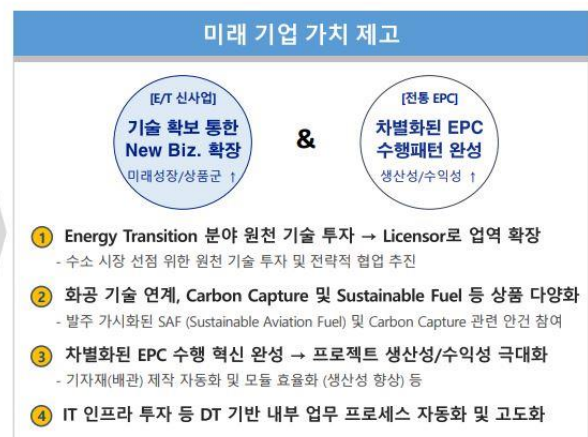 미래 기업 가치 제고
[E/T 신사업]
기술 확보 통한
New Biz. 확장
미래성장/상품군 ↑
&
[전통 EPC]
차별화된 EPC
수행패턴 완성
생산성/수익성 ↑
1 Energy Transition 분야 원천 기술 투자 → Licensor로 업역 확장
- 수소 시장 선점 위한 원천 기술 투자 및 전략적 협업 추진
2 화공 기술 연계, Carbon Capture 및 Sustainable Fuel 등 상품 다양화
- 발주 가시화된 SAF (Sustainable Aviation Fuel) 및 Carbon Capture 관련 안건 참여
3 차별화된 EPC 수행 혁신 완성 → 프로젝트 생산성/수익성 극대화
- 기자재(배관) 제작 자동화 및 모듈 효율화 (생산성 향상) 등
4 IT 인프라 투자 등 DT 기반 내부 업무 프로세스 자동화 및 고도화